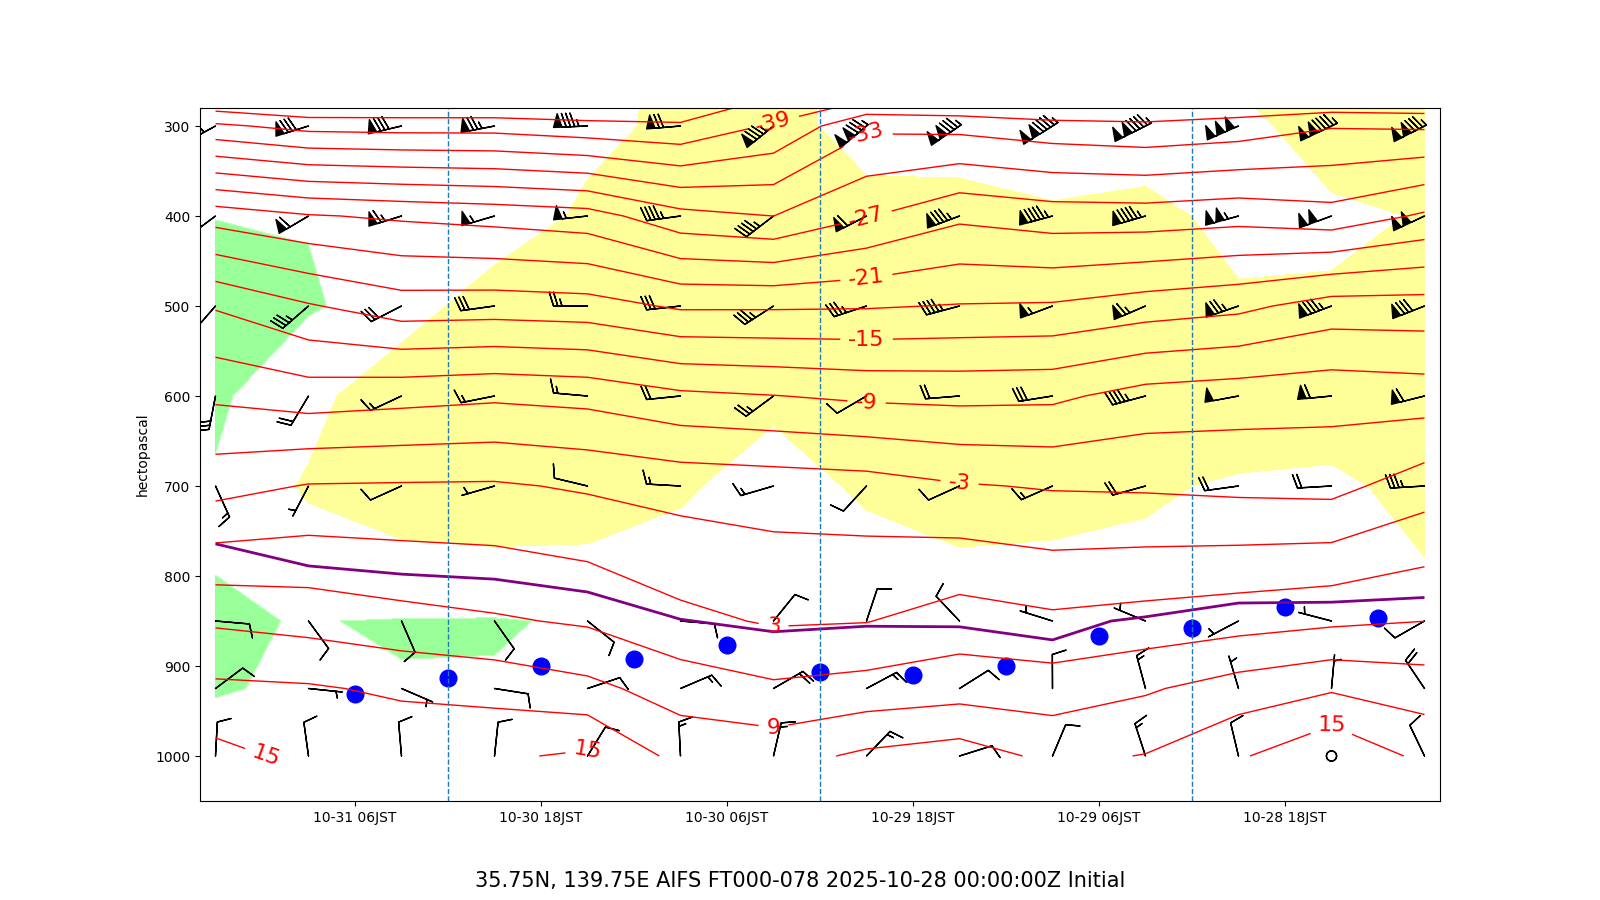 300
400
500
600
700
800
900
1000
hectopascal
-39
-33
-27
-21
-15
-9
-3
3
9
15
15
15
10-31 06JST
10-30 18JST
10-30 06JST
10-29 18JST
10-29 06JST
10-28 18JST
35.75N, 139.75E AIFS FT000-078 2025-10-28 00:00:00Z Initial